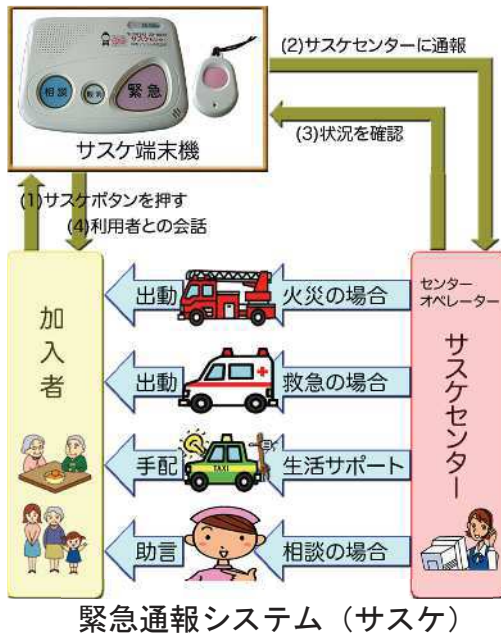 相談
緊急
サスケ端末機
(2)サスケセンターに通報
(3)状況を確認
(1)サスケボタンを押す
(4)利用者との会話
加入者
センター
オペレーター
サスケセンター
出動
火災の場合
出動
救急の場合
手配
TAXI
生活サポート
助言
相談の場合
緊急通報システム（サスケ）